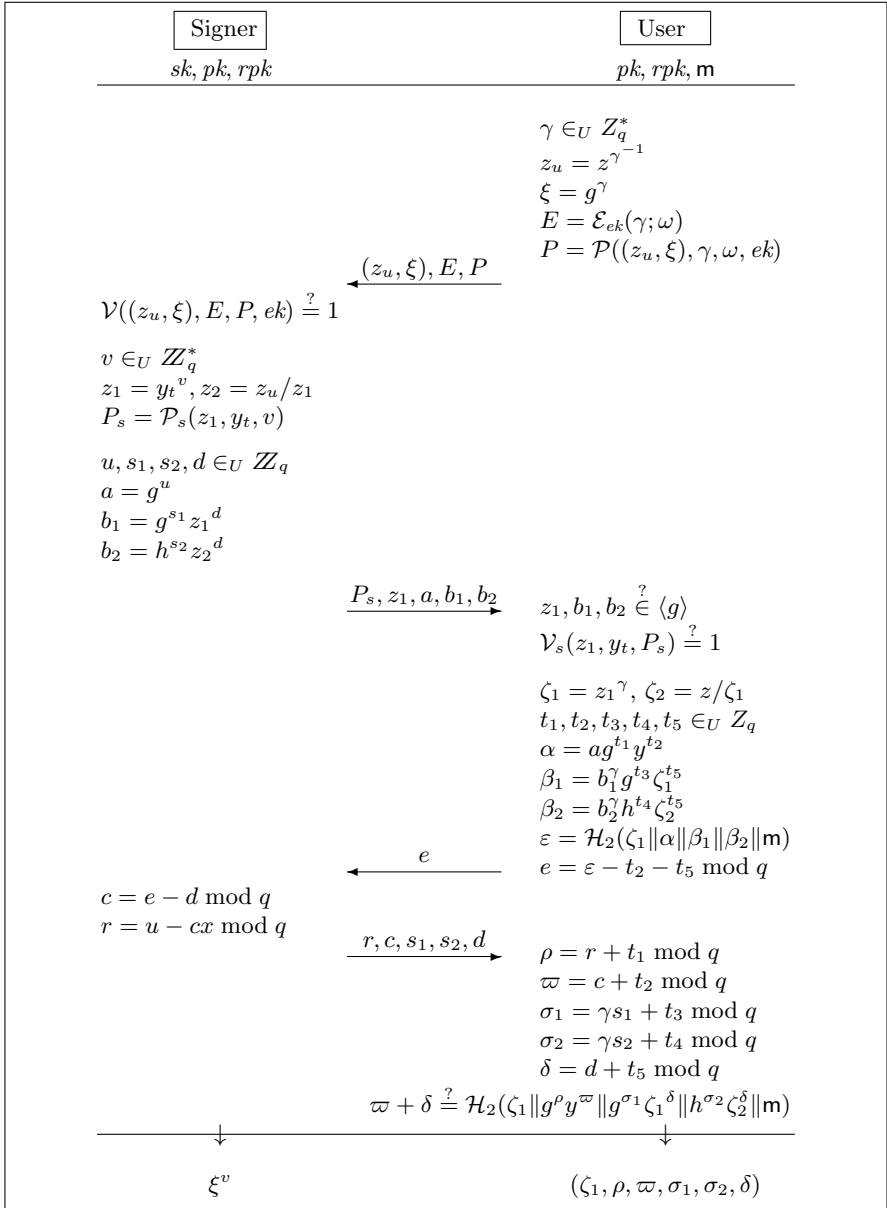 Signer User
sk, pk, rpk pk, rpk, m
γ ∈_U Z_q^*
z_u = z^{γ^{-1}}
ξ = g^γ
E = ℰ_{ek}(γ; ω)
P = 𝒫((z_u, ξ), γ, ω, ek)
(z_u, ξ), E, P
𝒱((z_u, ξ), E, P, ek) ≟ 1
v ∈_U ℤ_q^*
z_1 = y_t^v, z_2 = z_u/z_1
P_s = 𝒫_s(z_1, y_t, v)
u, s_1, s_2, d ∈_U ℤ_q
a = g^u
b_1 = g^{s_1} z_1^d
b_2 = h^{s_2} z_2^d
P_s, z_1, a, b_1, b_2
z_1, b_1, b_2 ∈^? ⟨g⟩
𝒱_s(z_1, y_t, P_s) ≟ 1
ζ_1 = z_1^γ, ζ_2 = z/ζ_1
t_1, t_2, t_3, t_4, t_5 ∈_U Z_q
α = a g^{t_1} y^{t_2}
β_1 = b_1^γ g^{t_3} ζ_1^{t_5}
β_2 = b_2^γ h^{t_4} ζ_2^{t_5}
ε = ℋ_2(ζ_1‖α‖β_1‖β_2‖m)
e
e = ε − t_2 − t_5 mod q
c = e − d mod q
r = u − cx mod q
r, c, s_1, s_2, d
ρ = r + t_1 mod q
ϖ = c + t_2 mod q
σ_1 = γs_1 + t_3 mod q
σ_2 = γs_2 + t_4 mod q
δ = d + t_5 mod q
ϖ + δ ≟ ℋ_2(ζ_1‖g^ρ y^ϖ‖g^{σ_1} ζ_1^δ‖h^{σ_2} ζ_2^δ‖m)
ξ^v (ζ_1, ρ, ϖ, σ_1, σ_2, δ)